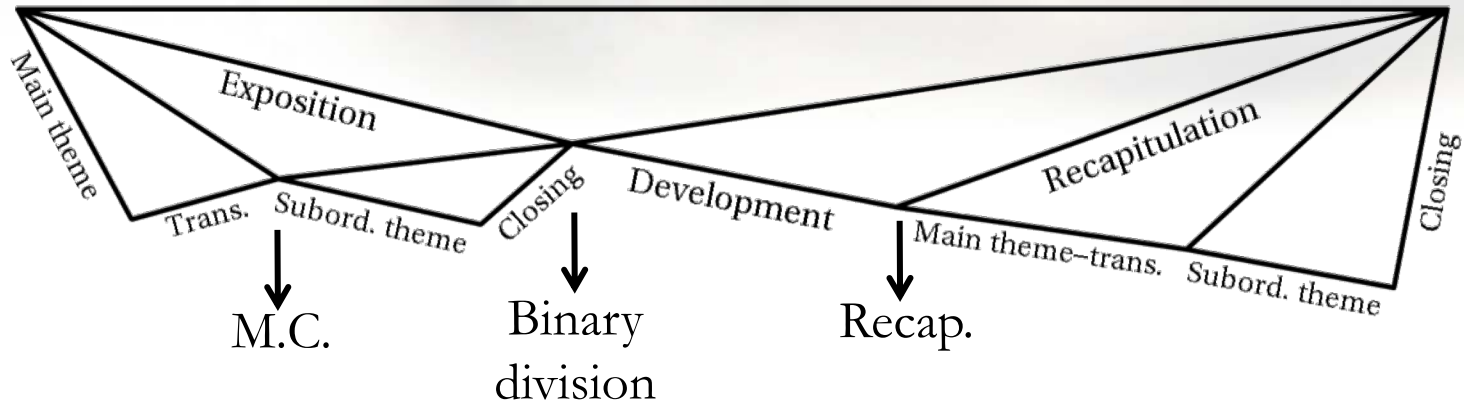 Main theme
Exposition
Trans.
Subord. theme
Closing
Development
Recapitulation
Main theme–trans.
Subord. theme
Closing
M.C.
Binary
division
Recap.